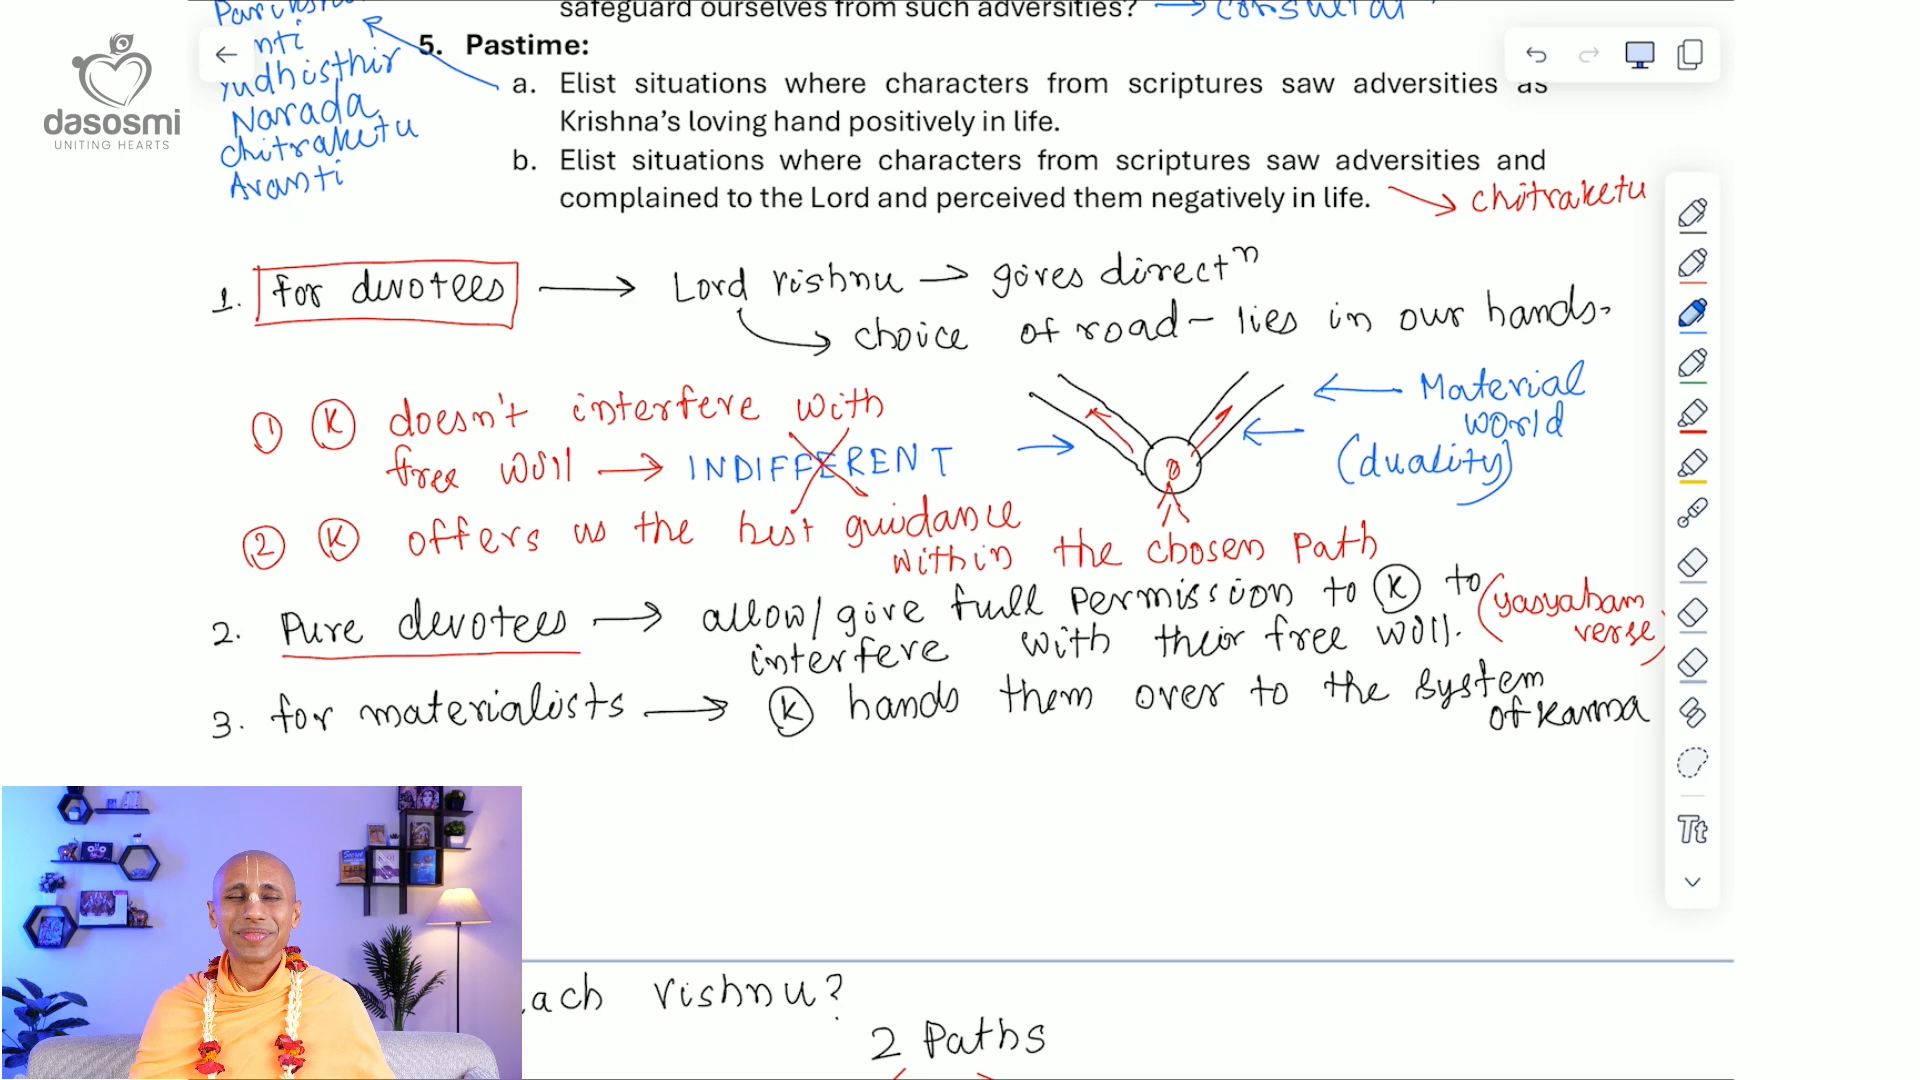 safeguard ourselves from such adversities? →
nti
Yudhisthir
Narada
Chitraketu
Avanti
dasosmi
UNITING HEARTS
5. Pastime:
a. Elist situations where characters from scriptures saw adversities as
Krishna's loving hand positively in life.
b. Elist situations where characters from scriptures saw adversities and
complained to the Lord and perceived them negatively in life. → chitraketu
1. for devotees → Lord vishnu → gives directn
→ choice of road - lies in our hands.
① Ⓚ doesn't interfere with
free will → INDIFFERENT
→ ← Material
← world
(duality)
② Ⓚ offers us the best guidance
within the chosen path
2. Pure devotees → allow/give full permission to Ⓚ to
interfere with their free will.
(yasyaham
verse)
3. for materialists → Ⓚ hands them over to the system
of karma
ach vishnu?
2 Paths
Tt